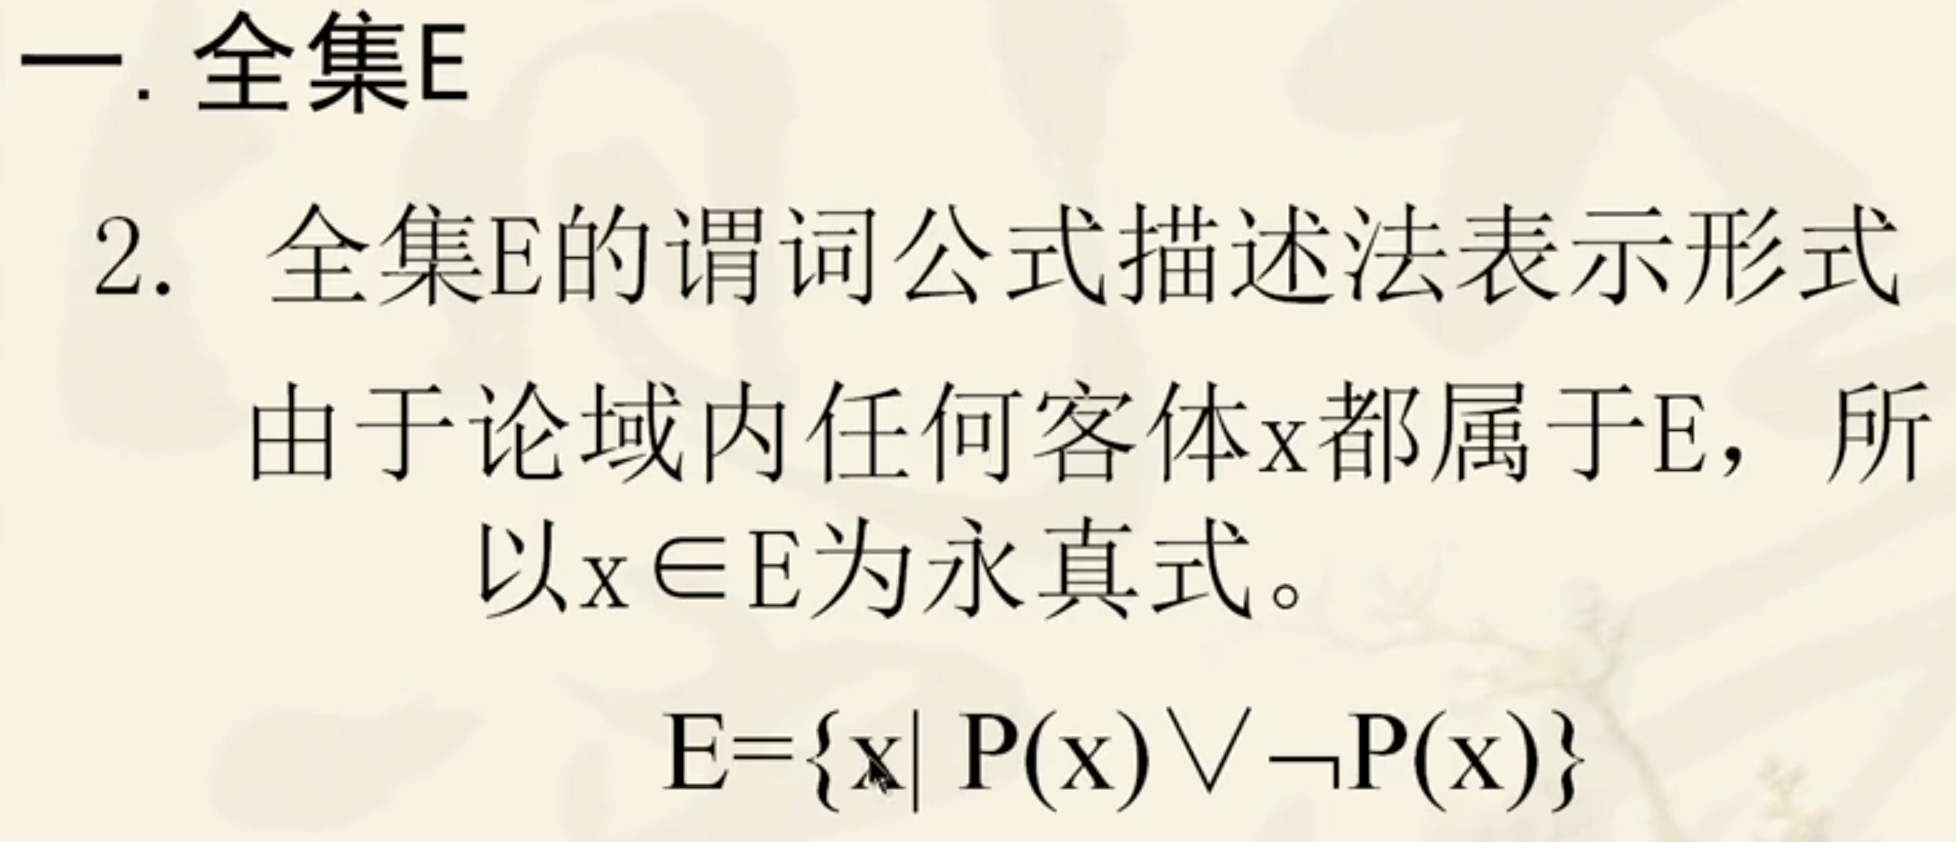 一. 全集E
2. 全集E的谓词公式描述法表示形式
由于论域内任何客体x都属于E，所
以x∈E为永真式。
E={x| P(x)∨¬P(x)}